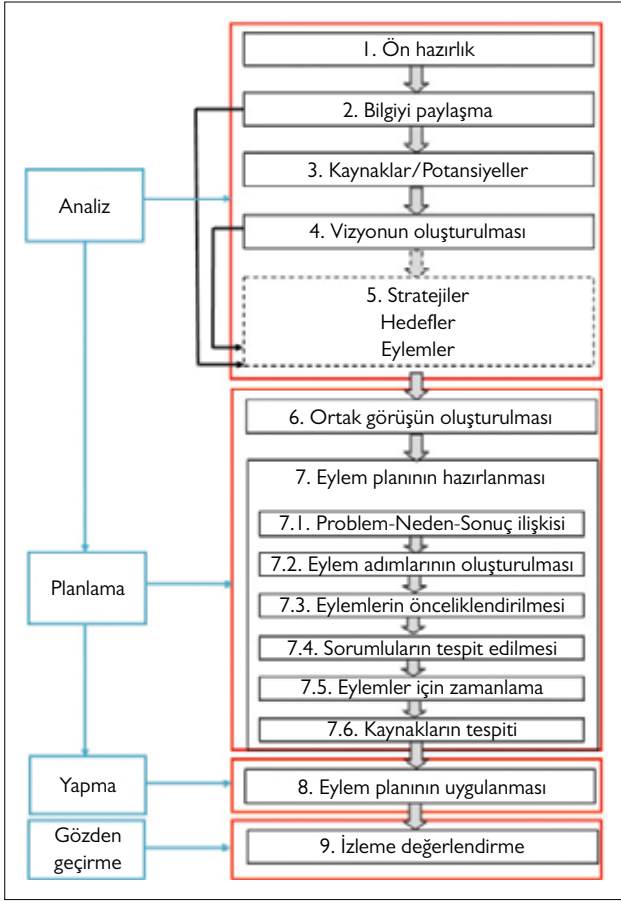 1. Ön hazırlık
2. Bilgiyi paylaşma
3. Kaynaklar/Potansiyeller
Analiz
4. Vizyonun oluşturulması
5. Stratejiler
Hedefler
Eylemler
6. Ortak görüşün oluşturulması
7. Eylem planının hazırlanması
7.1. Problem-Neden-Sonuç ilişkisi
7.2. Eylem adımlarının oluşturulması
Planlama
7.3. Eylemlerin önceliklendirilmesi
7.4. Sorumluların tespit edilmesi
7.5. Eylemler için zamanlama
7.6. Kaynakların tespiti
Yapma
8. Eylem planının uygulanması
Gözden
geçirme
9. İzleme değerlendirme